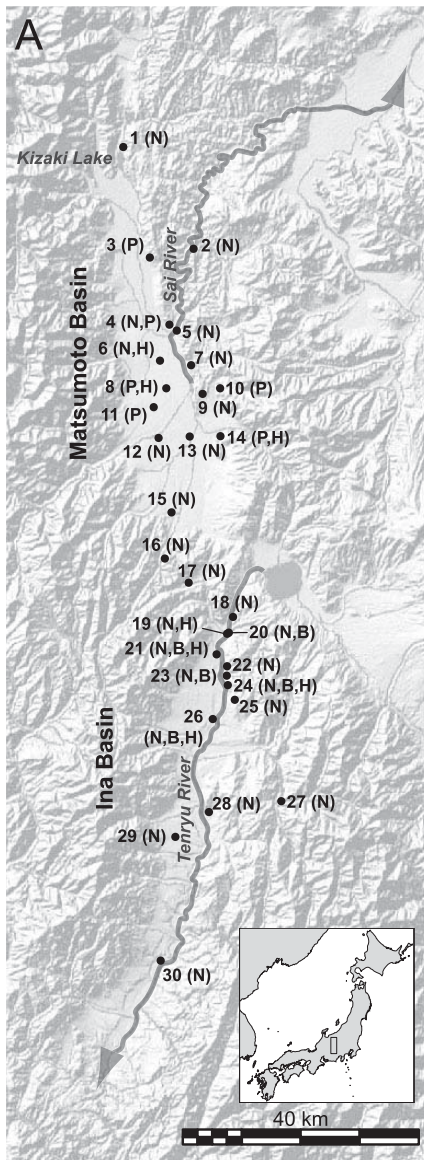 A
1 (N)
Kizaki Lake
2 (N)
3 (P)
Sai River
Matsumoto Basin
4 (N,P)
5 (N)
6 (N,H)
7 (N)
8 (P,H)
10 (P)
9 (N)
11 (P)
12 (N)
13 (N)
14 (P,H)
15 (N)
16 (N)
17 (N)
18 (N)
19 (N,H)
20 (N,B)
21 (N,B,H)
22 (N)
23 (N,B)
24 (N,B,H)
25 (N)
26
(N,B,H)
Ina Basin
Tenryu River
27 (N)
28 (N)
29 (N)
30 (N)
40 km